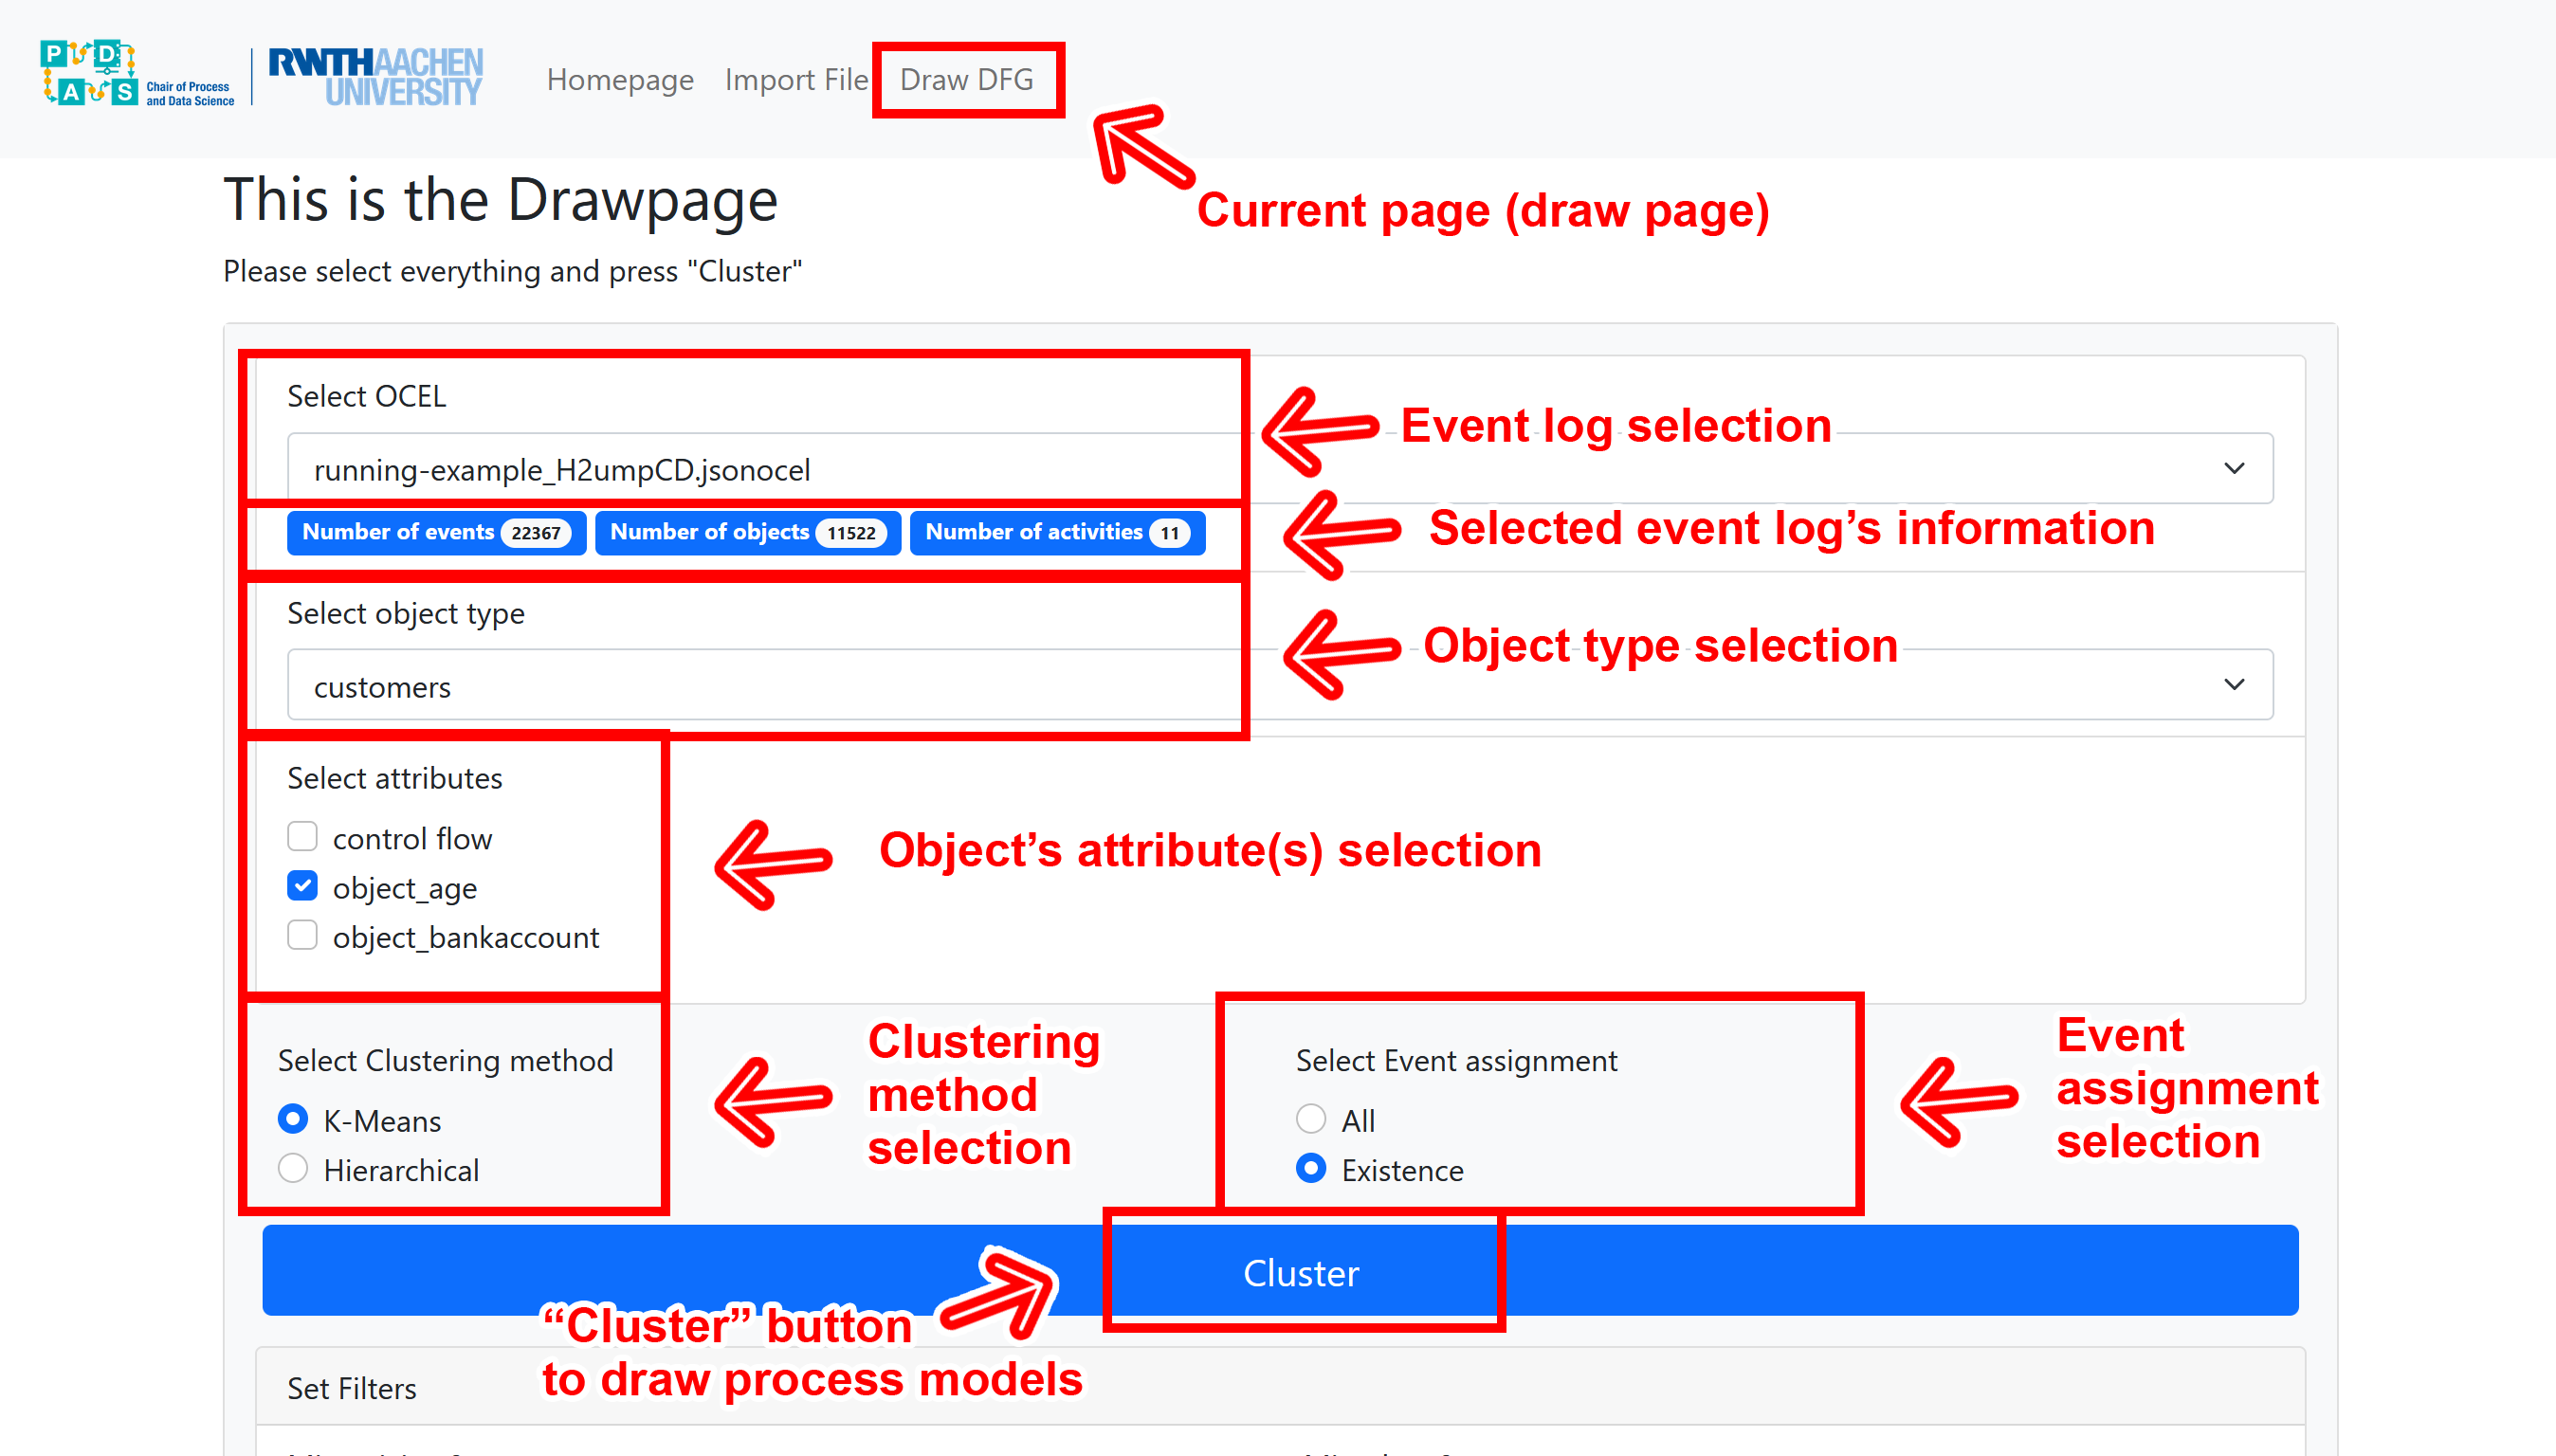 P D
A S
Chair of Process
and Data Science
RWTHAACHEN
UNIVERSITY
Homepage Import File Draw DFG
This is the Drawpage
Current page (draw page)
Please select everything and press "Cluster"
Select OCEL
Event log selection
running-example_H2umpCD.jsonocel
Number of events 22367 Number of objects 11522 Number of activities 11
Selected event log’s information
Select object type
Object type selection
customers
Select attributes
control flow
Object’s attribute(s) selection
object_age
object_bankaccount
Select Clustering method
K-Means
Hierarchical
Clustering
method
selection
Select Event assignment
All
Existence
Event
assignment
selection
Cluster
“Cluster” button
to draw process models
Set Filters